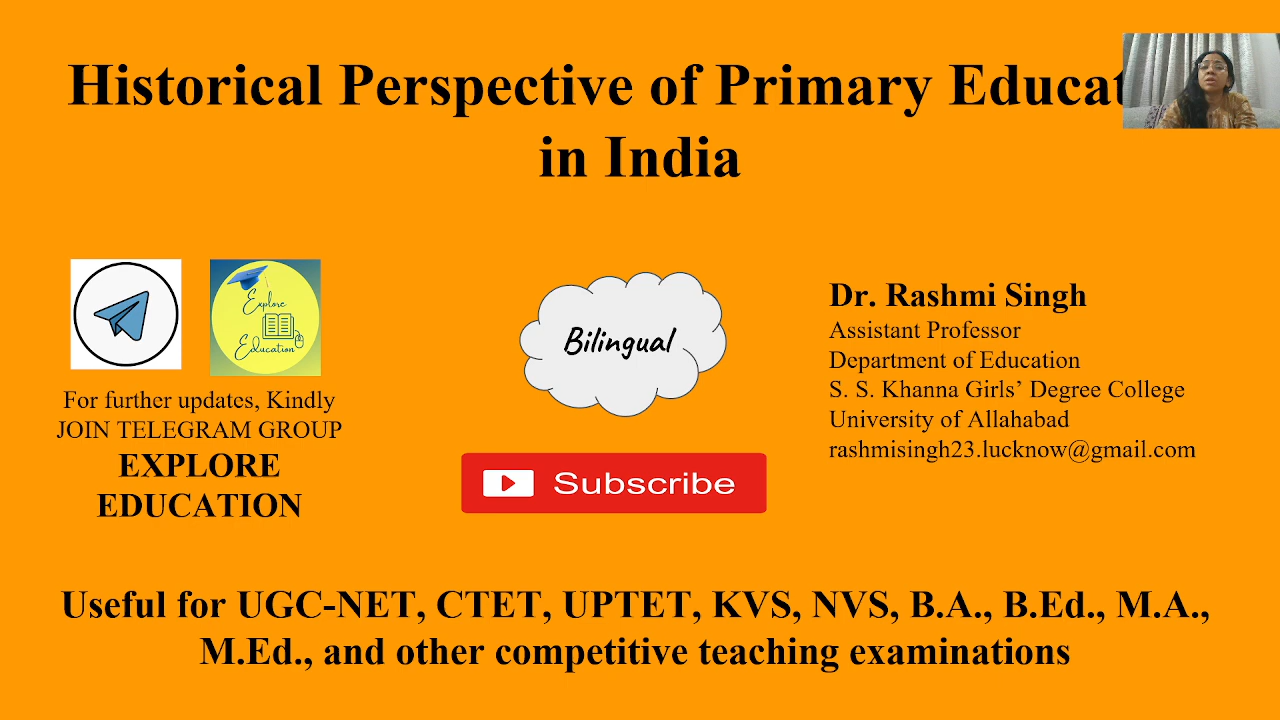 Historical Perspective of Primary Educat
in India
Explore
Education
For further updates, Kindly
JOIN TELEGRAM GROUP
EXPLORE
EDUCATION
Bilingual
Subscribe
Dr. Rashmi Singh
Assistant Professor
Department of Education
S. S. Khanna Girls’ Degree College
University of Allahabad
rashmisingh23.lucknow@gmail.com
Useful for UGC-NET, CTET, UPTET, KVS, NVS, B.A., B.Ed., M.A.,
M.Ed., and other competitive teaching examinations